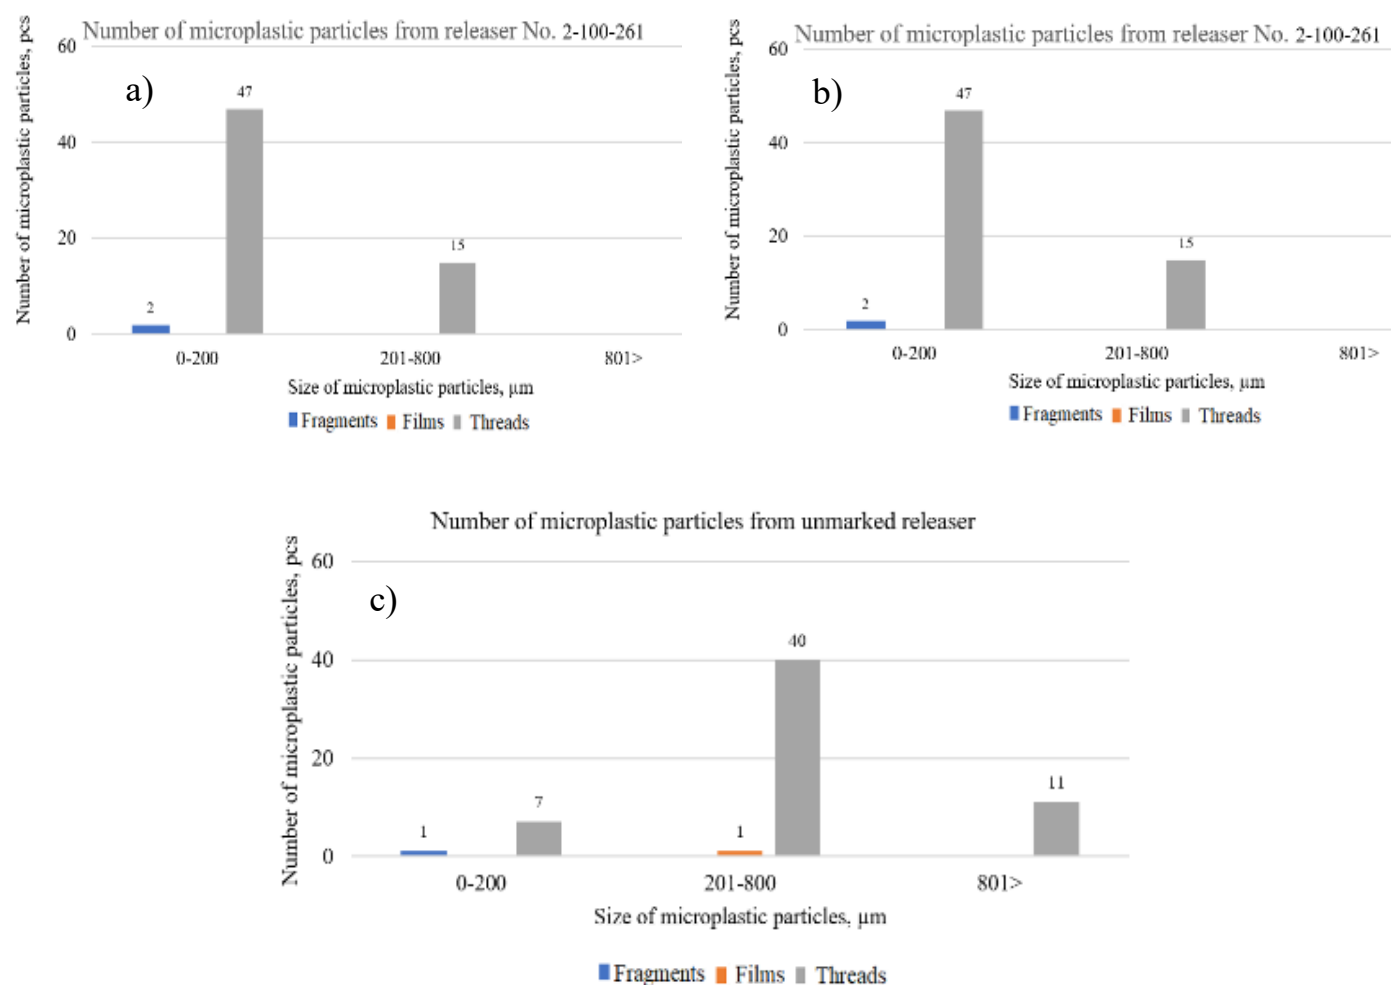 Number of microplastic particles from releaser No. 2-100-261
Number of microplastic particles, pcs
a)
60
40
20
0
2
47
15
0-200
201-800
801>
Size of microplastic particles, µm
Fragments
Films
Threads
Number of microplastic particles from releaser No. 2-100-261
Number of microplastic particles, pcs
b)
60
40
20
0
2
47
15
0-200
201-800
801>
Size of microplastic particles, µm
Fragments
Films
Threads
Number of microplastic particles from unmarked releaser
Number of microplastic particles, pcs
c)
60
40
20
0
1
7
1
40
11
0-200
201-800
801>
Size of microplastic particles, µm
Fragments
Films
Threads